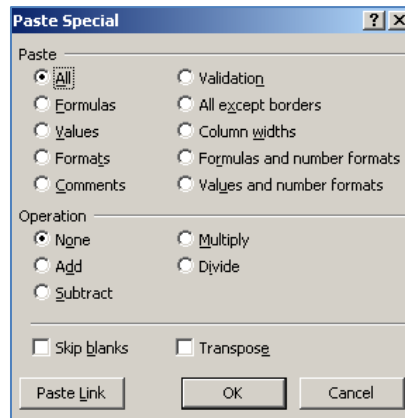 Paste Special
Paste
All Validation
Formulas All except borders
Values Column widths
Formats Formulas and number formats
Comments Values and number formats
Operation
None Multiply
Add Divide
Subtract
Skip blanks Transpose
Paste Link OK Cancel